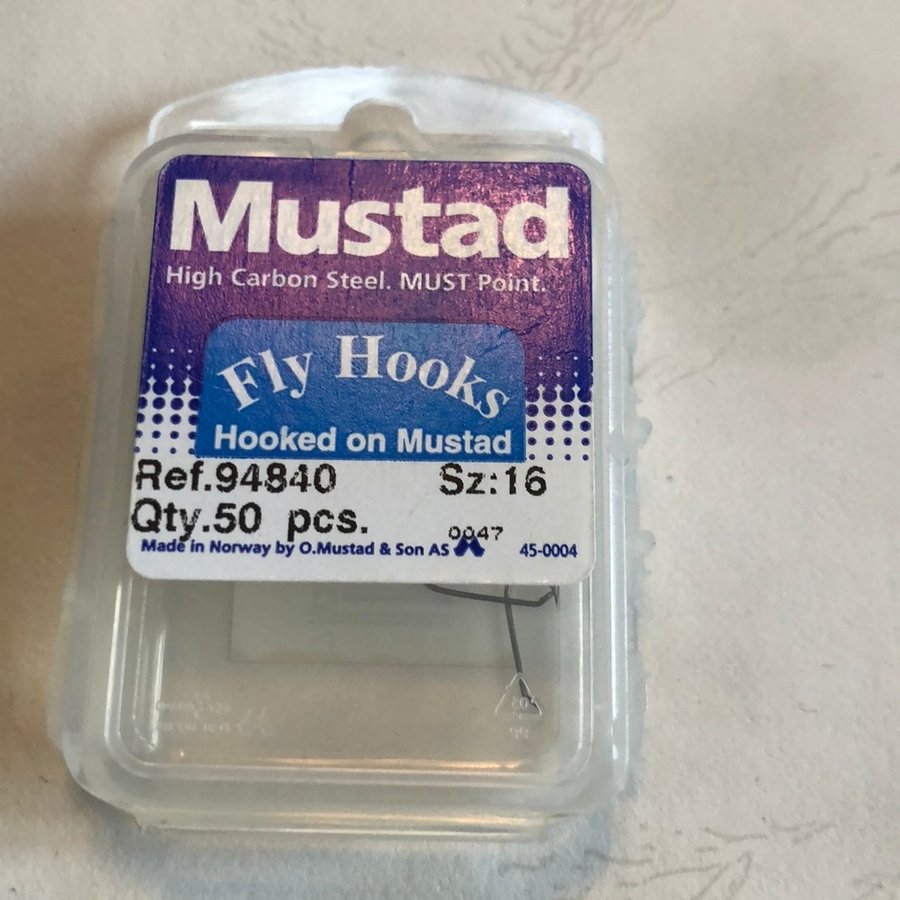 Mustad
High Carbon Steel. MUST Point.
Fly Hooks
Hooked on Mustad
Ref.94840 Sz:16
Qty.50 pcs.
0047
Made in Norway by O.Mustad & Son AS 45-0004